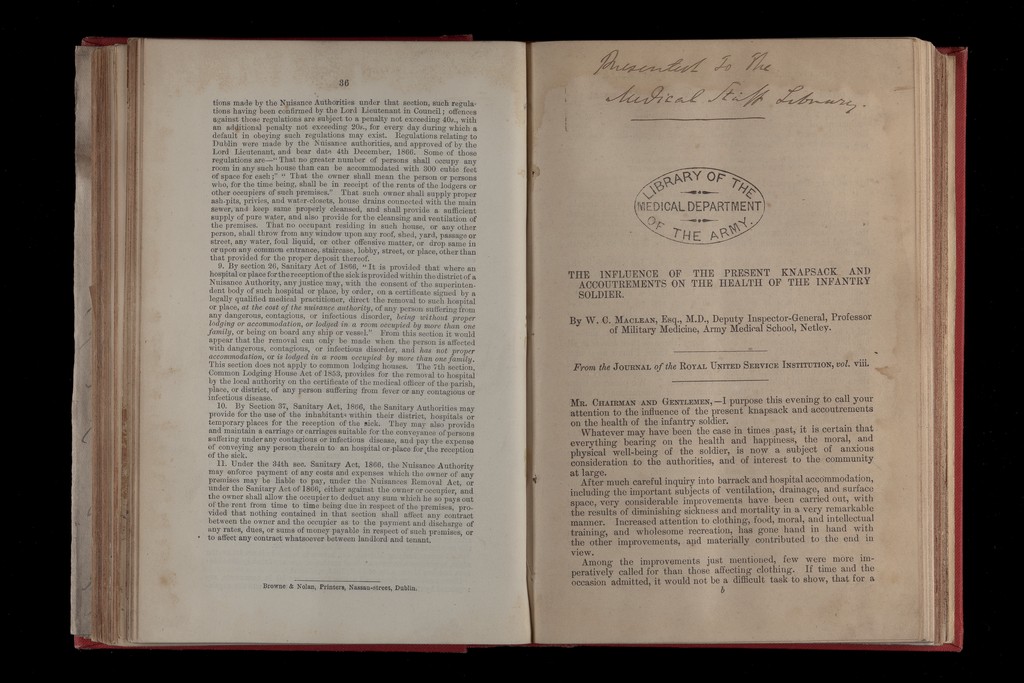 36
tions made by the Nuisance Authorities under that section, such regula-
tions having been confirmed by the Lord Lieutenant in Council; offences
against those regulations are subject to a penalty not exceeding 40s., with
an additional penalty not exceeding 20s., for every day during which a
default in obeying such regulations may exist. Regulations relating to
Dublin were made by the Nuisance authorities, and approved of by the
Lord Lieutenant, and bear date 4th December, 1866. Some of those
regulations are—“ That no greater number of persons shall occupy any
room in any such house than can be accommodated with 300 cubic feet
of space for each;” “ That the owner shall mean the person or persons
who, for the time being, shall be in receipt of the rents of the lodgers or
other occupiers of such premises.” That such owner shall supply proper
ash-pits, privies, and water-closets, house drains connected with the main
sewer, and keep same properly cleansed, and shall provide a sufficient
supply of pure water, and also provide for the cleansing and ventilation of
the premises. That no occupant residing in such house, or any other
person, shall throw from any window upon any roof, shed, yard, passage or
street, any water, foul liquid, or other offensive matter, or drop same in
or upon any common entrance, staircase, lobby, street, or place, other than
that provided for the proper deposit thereof.
9. By section 26, Sanitary Act of 1866, “ It is provided that where an
hospital or place for the reception of the sick is provided within the district of a
Nuisance Authority, any justice may, with the consent of the superinten-
dent body of such hospital or place, by order, on a certificate signed by a
legally qualified medical practitioner, direct the removal to such hospital
or place, at the cost of the nuisance authority, of any person suffering from
any dangerous, contagious, or infectious disorder, being without proper
lodging or accommodation, or lodged in a room occupied by more than one
family, or being on board any ship or vessel.” From this section it would
appear that the removal can only be made when the person is affected
with dangerous, contagious, or infectious disorder, and has not proper
accommodation, or is lodged in a room occupied by more than one family.
This section does not apply to common lodging houses. The 7th section,
Common Lodging House Act of 1853, provides for the removal to hospital
by the local authority on the certificate of the medical officer of the parish,
place, or district, of any person suffering from fever or any contagious or
infectious disease.
10. By Section 37, Sanitary Act, 1866, the Sanitary Authorities may
provide for the use of the inhabitants within their district, hospitals or
temporary places for the reception of the sick. They may also provide
and maintain a carriage or carriages suitable for the conveyance of persons
suffering under any contagious or infectious disease, and pay the expense
of conveying any person therein to an hospital or place for the reception
of the sick.
11. Under the 34th sec. Sanitary Act, 1866, the Nuisance Authority
may enforce payment of any costs and expenses which the owner of any
premises may be liable to pay, under the Nuisances Removal Act, or
under the Sanitary Act of 1866, either against the owner or occupier, and
the owner shall allow the occupier to deduct any sum which he so pays out
of the rent from time to time being due in respect of the premises, pro-
vided that nothing contained in that section shall affect any contract
between the owner and the occupier as to the payment and discharge of
any rates, dues, or sums of money payable in respect of such premises, or
to affect any contract whatsoever between landlord and tenant.
Browne & Nolan, Printers, Nassau-street, Dublin.
Presented To The
Medical Staff Library.
LIBRARY OF THE
MEDICAL DEPARTMENT
OF THE ARMY.
THE INFLUENCE OF THE PRESENT KNAPSACK AND
ACCOUTREMENTS ON THE HEALTH OF THE INFANTRY
SOLDIER.
By W. C. MACLEAN, Esq., M.D., Deputy Inspector-General, Professor
of Military Medicine, Army Medical School, Netley.
From the JOURNAL of the ROYAL UNITED SERVICE INSTITUTION, vol. viii.
MR. CHAIRMAN AND GENTLEMEN,—I purpose this evening to call your
attention to the influence of the present knapsack and accoutrements
on the health of the infantry soldier.
Whatever may have been the case in times past, it is certain that
everything bearing on the health and happiness, the moral, and
physical well-being of the soldier, is now a subject of anxious
consideration to the authorities, and of interest to the community
at large.
After much careful inquiry into barrack and hospital accommodation,
including the important subjects of ventilation, drainage, and surface
space, very considerable improvements have been carried out, with
the results of diminishing sickness and mortality in a very remarkable
manner. Increased attention to clothing, food, moral, and intellectual
training, and wholesome recreation, has gone hand in hand with
the other improvements, and materially contributed to the end in
view.
Among the improvements just mentioned, few were more im-
peratively called for than those affecting clothing. If time and the
occasion admitted, it would not be a difficult task to show, that for a
b